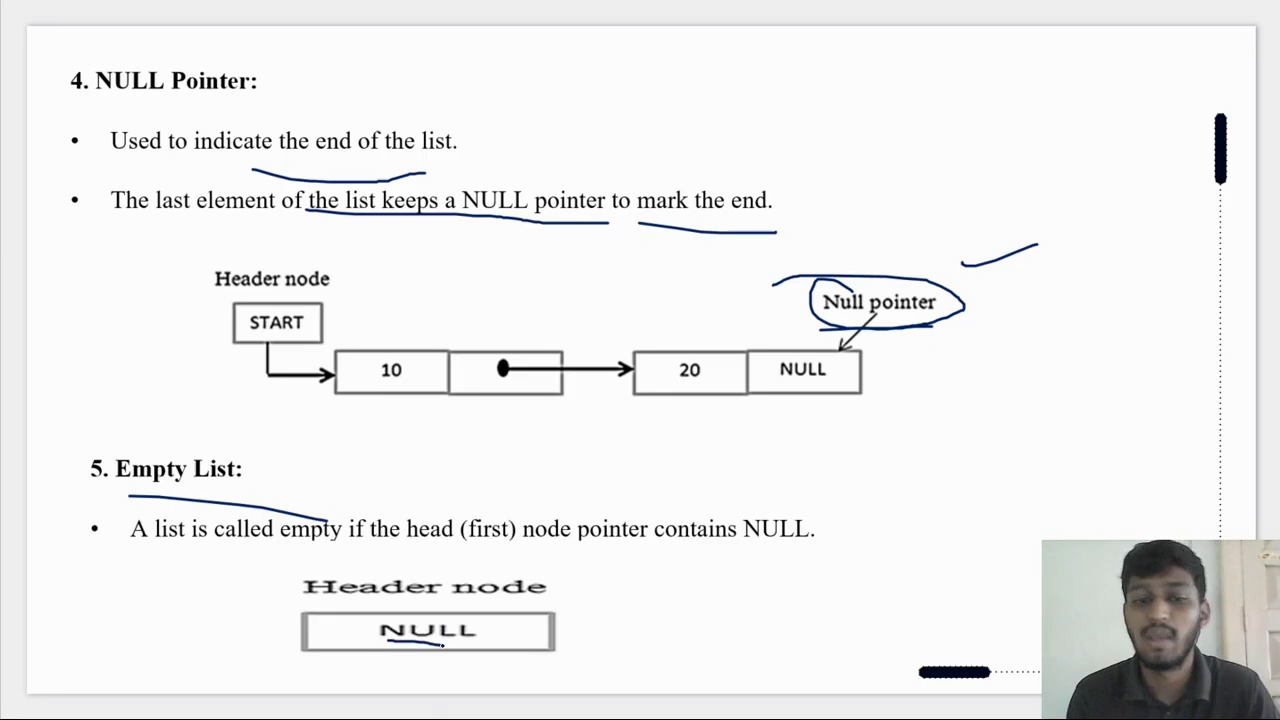 4. NULL Pointer:
• Used to indicate the end of the list.
• The last element of the list keeps a NULL pointer to mark the end.
Header node
Null pointer
START
10
20
NULL
5. Empty List:
• A list is called empty if the head (first) node pointer contains NULL.
Header node
NULL